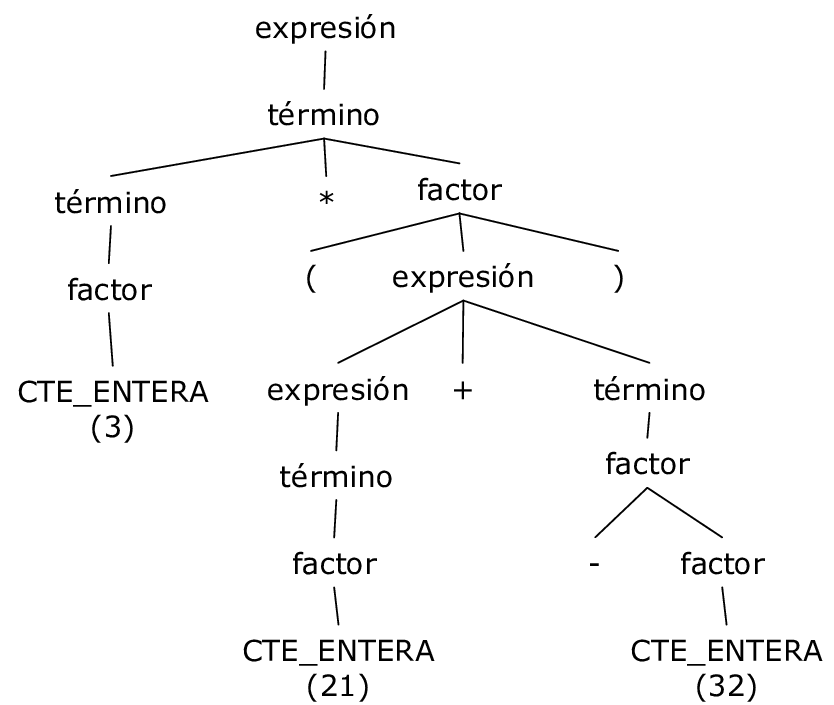 expresión
término
término * factor
factor ( expresión )
CTE_ENTERA expresión + término
(3)
factor
término
- factor
factor
CTE_ENTERA CTE_ENTERA
(21) (32)